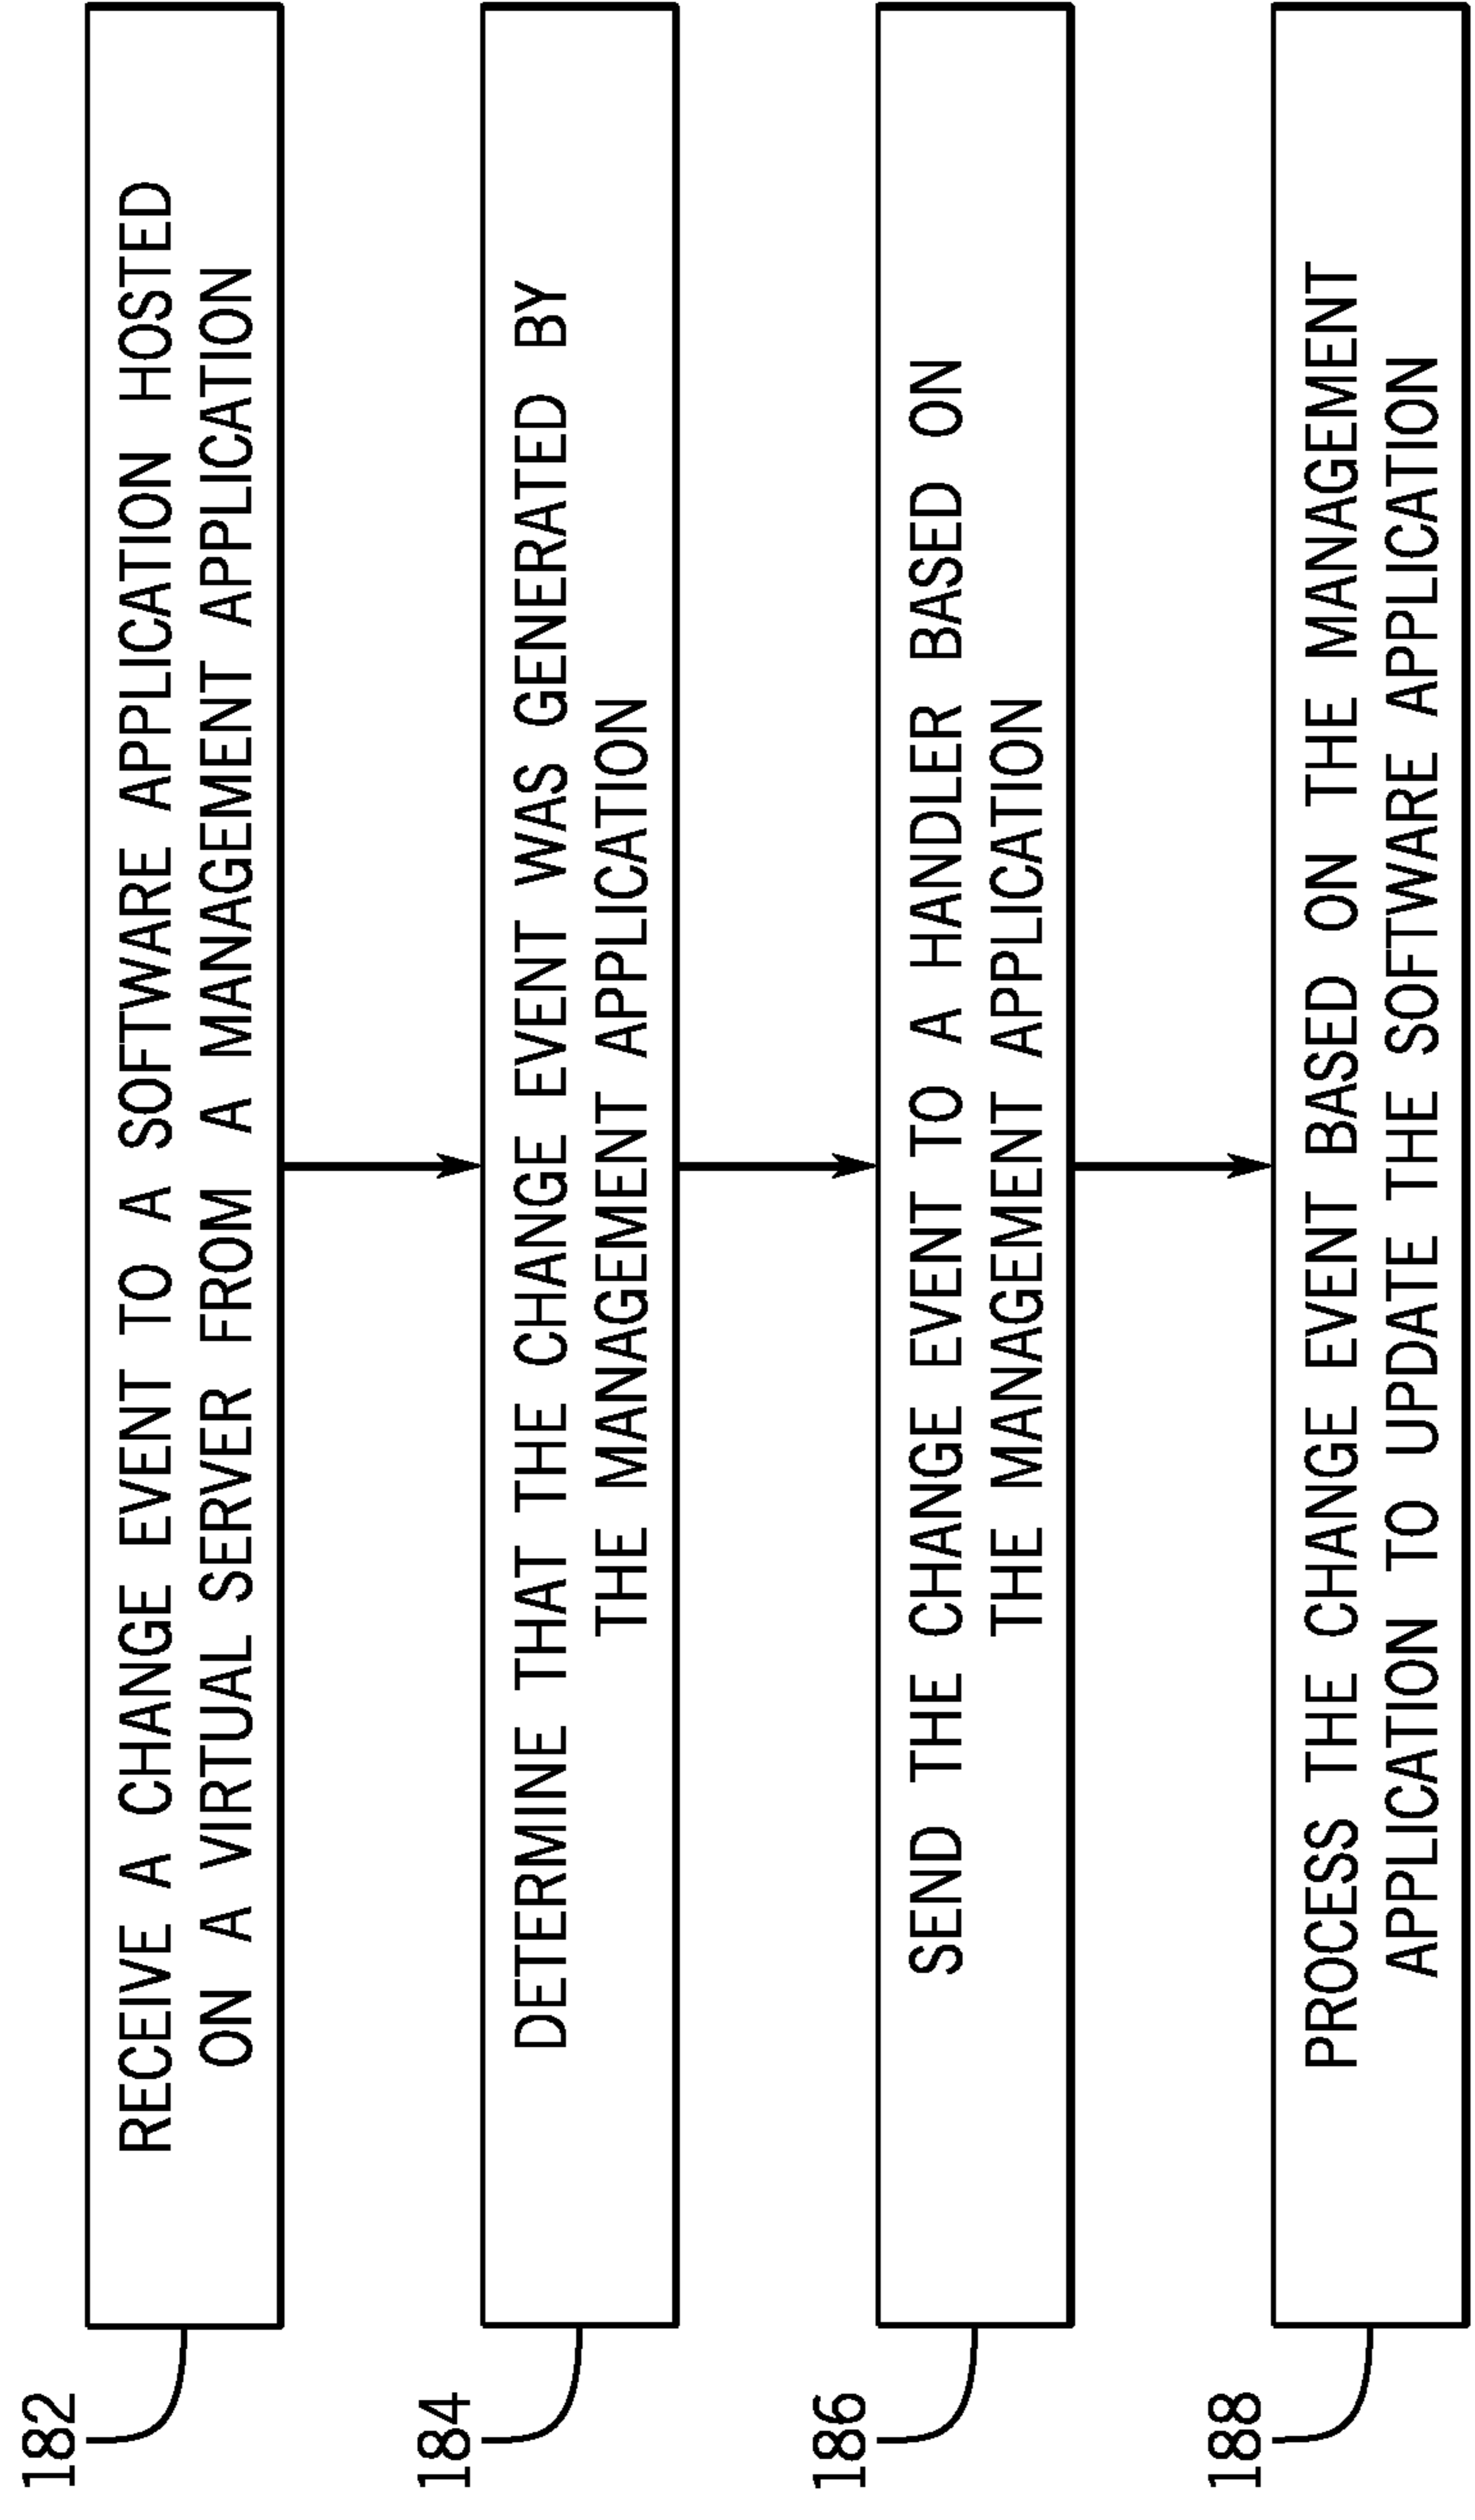 182
RECEIVE A CHANGE EVENT TO A SOFTWARE APPLICATION HOSTED
ON A VIRTUAL SERVER FROM A MANAGEMENT APPLICATION
184
DETERMINE THAT THE CHANGE EVENT WAS GENERATED BY
THE MANAGEMENT APPLICATION
186
SEND THE CHANGE EVENT TO A HANDLER BASED ON
THE MANAGEMENT APPLICATION
188
PROCESS THE CHANGE EVENT BASED ON THE MANAGEMENT
APPLICATION TO UPDATE THE SOFTWARE APPLICATION